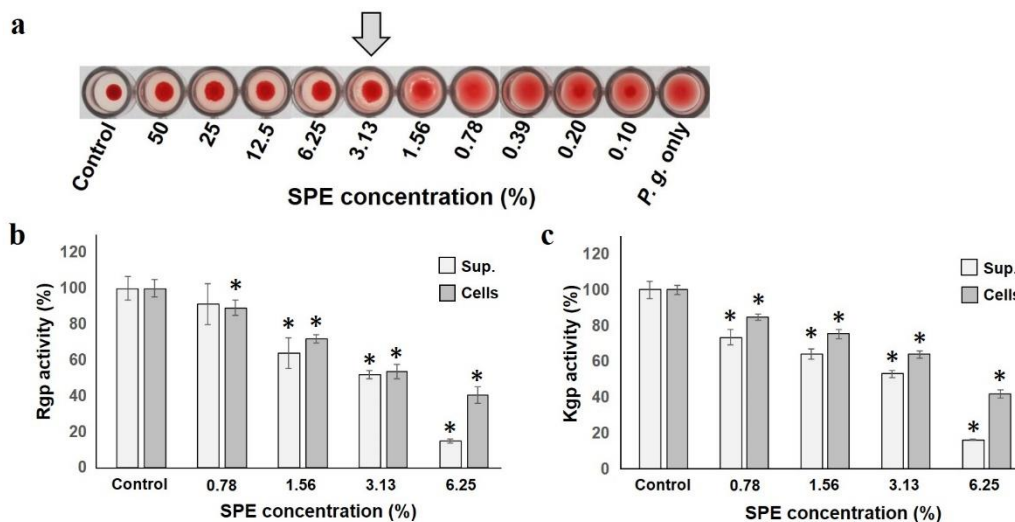 a
Control 50 25 12.5 6.25 3.13 1.56 0.78 0.39 0.20 0.10 P. g. only
SPE concentration (%)
b
Rgp activity (%)
120
100
80
60
40
20
0
Sup.
Cells
* * * * * * *
Control 0.78 1.56 3.13 6.25
SPE concentration (%)
c
Kgp activity (%)
120
100
80
60
40
20
0
Sup.
Cells
* * * * * * * *
Control 0.78 1.56 3.13 6.25
SPE concentration (%)